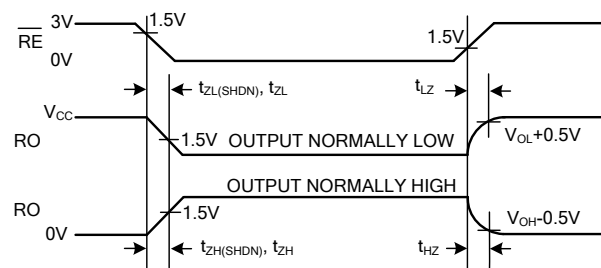 3V
1.5V
1.5V
RE
0V
tZL(SHDN), tZL
tLZ
VCC
RO
1.5V
OUTPUT NORMALLY LOW
VOL+0.5V
OUTPUT NORMALLY HIGH
RO
1.5V
VOH-0.5V
0V
tZH(SHDN), tZH
tHZ